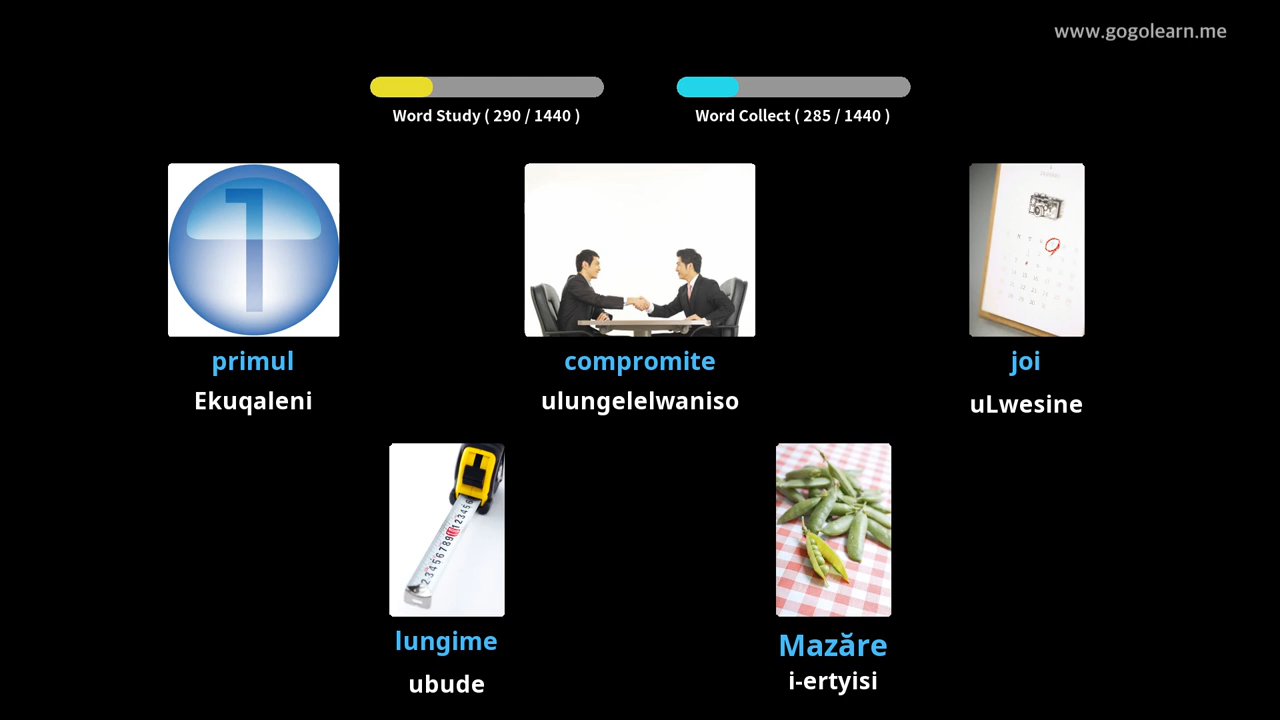 www.gogolearn.me
Word Study ( 290 / 1440 )
Word Collect ( 285 / 1440 )
1
primul
compromite
joi
Ekuqaleni
ulungelelwaniso
uLwesine
lungime
Mazăre
ubude
i-ertyisi